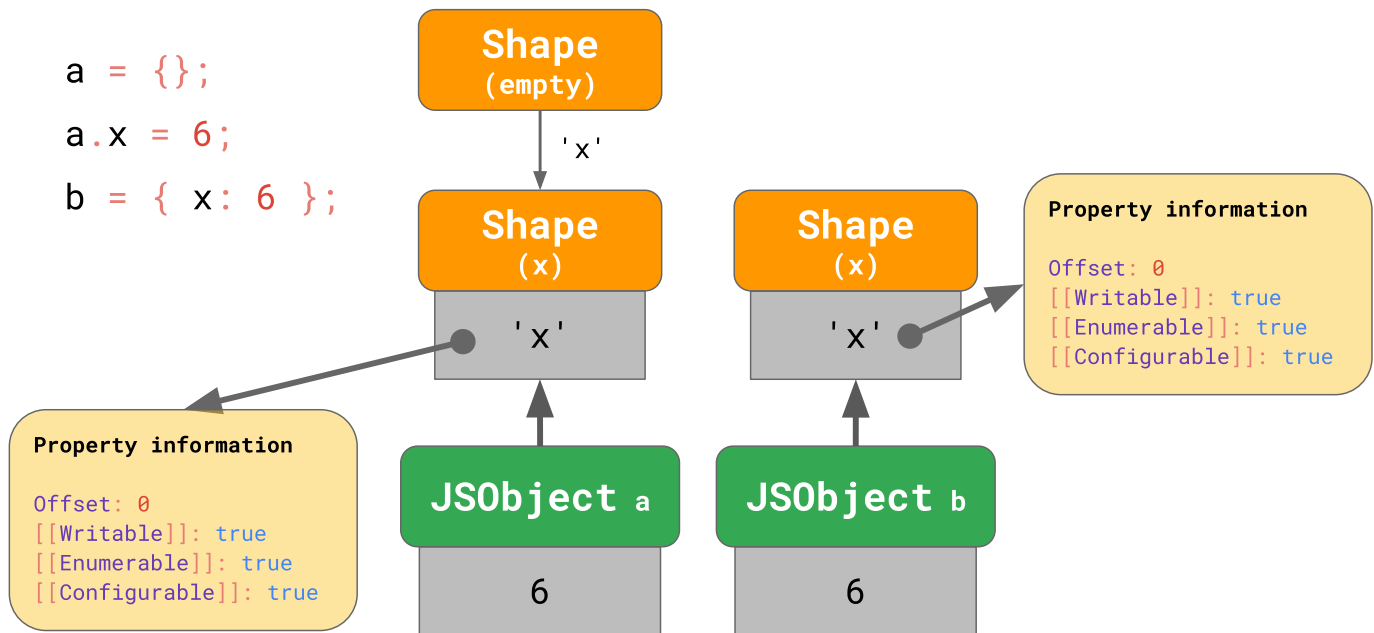 a = {};
a.x = 6;
b = { x: 6 };
Shape
(empty)
'x'
Shape
(x)
'x'
Shape
(x)
'x'
Property information
Offset: 0
[[Writable]]: true
[[Enumerable]]: true
[[Configurable]]: true
Property information
Offset: 0
[[Writable]]: true
[[Enumerable]]: true
[[Configurable]]: true
JSObject a
6
JSObject b
6